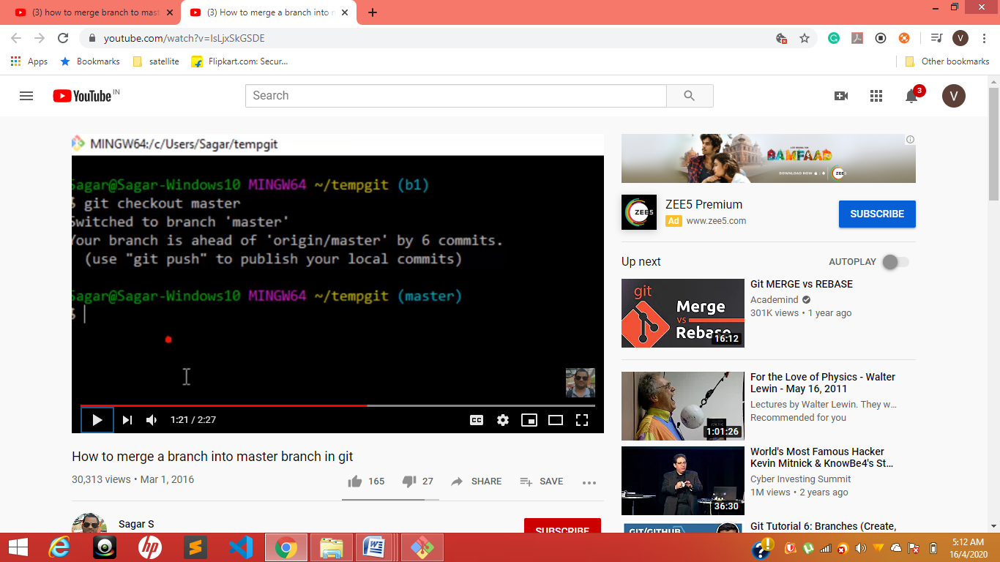 (3) how to merge branch to mast
(3) How to merge a branch into m
youtube.com/watch?v=IsLjxSkGSDE
V
Apps
Bookmarks
satellite
Flipkart.com: Secur...
Other bookmarks
YouTube IN
Search
3
V
MINGW64:/c/Users/Sagar/tempgit
Sagar@Sagar-Windows10 MINGW64 ~/tempgit (b1)
$ git checkout master
Switched to branch 'master'
Your branch is ahead of 'origin/master' by 6 commits.
(use "git push" to publish your local commits)
Sagar@Sagar-Windows10 MINGW64 ~/tempgit (master)
$
1:21 / 2:27
CC
How to merge a branch into master branch in git
30,313 views • Mar 1, 2016
165
27
SHARE
SAVE
Sagar S
SUBSCRIBE
BAMFAAD
DOWNLOAD NOW
ZEE5
ZEE5
ZEE5 Premium
Ad www.zee5.com
SUBSCRIBE
Up next
AUTOPLAY
git
Merge
vs
Rebase
16:12
Git MERGE vs REBASE
Academind
301K views • 1 year ago
1:01:26
For the Love of Physics - Walter
Lewin - May 16, 2011
Lectures by Walter Lewin. They w...
Recommended for you
36:30
World's Most Famous Hacker
Kevin Mitnick & KnowBe4's St...
Cyber Investing Summit
1M views • 2 years ago
GIT/GITHUB
Git Tutorial 6: Branches (Create,
hp
5:12 AM
16/4/2020